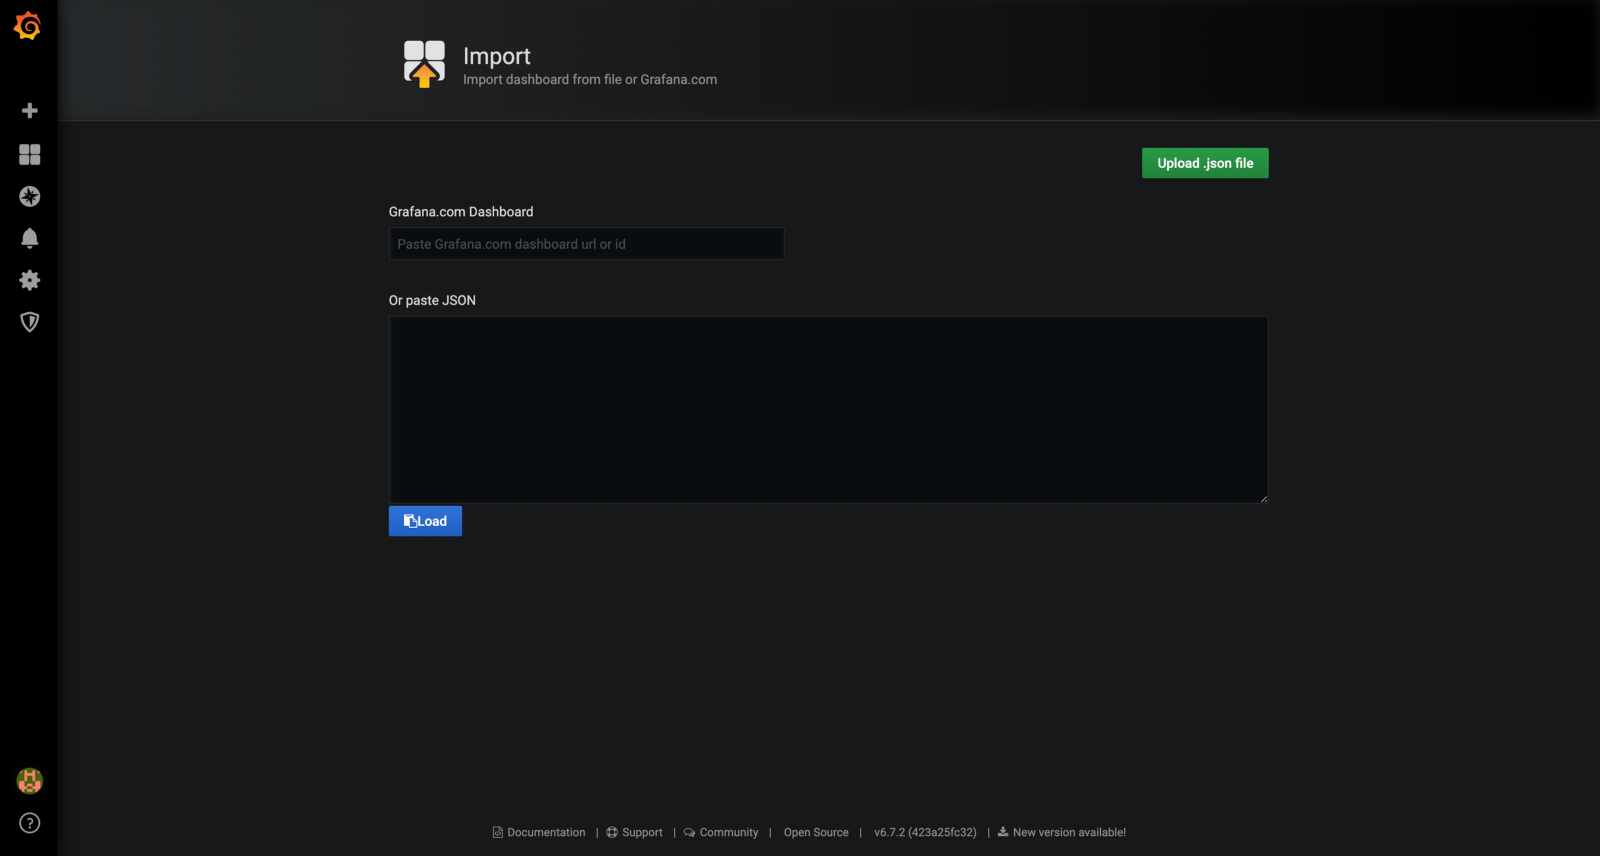 Import
Import dashboard from file or Grafana.com
Upload .json file
Grafana.com Dashboard
Paste Grafana.com dashboard url or id
Or paste JSON
Load
Documentation | Support | Community | Open Source | v6.7.2 (423a25fc32) | New version available!